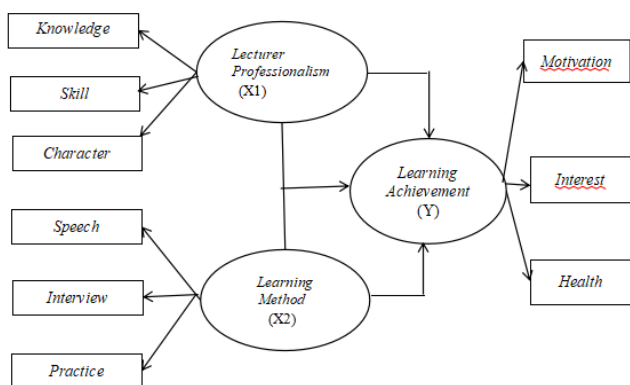 Knowledge
Skill
Character
Speech
Interview
Practice
Lecturer
Professionalism
(X1)
Learning
Method
(X2)
Learning
Achievement
(Y)
Motivation
Interest
Health